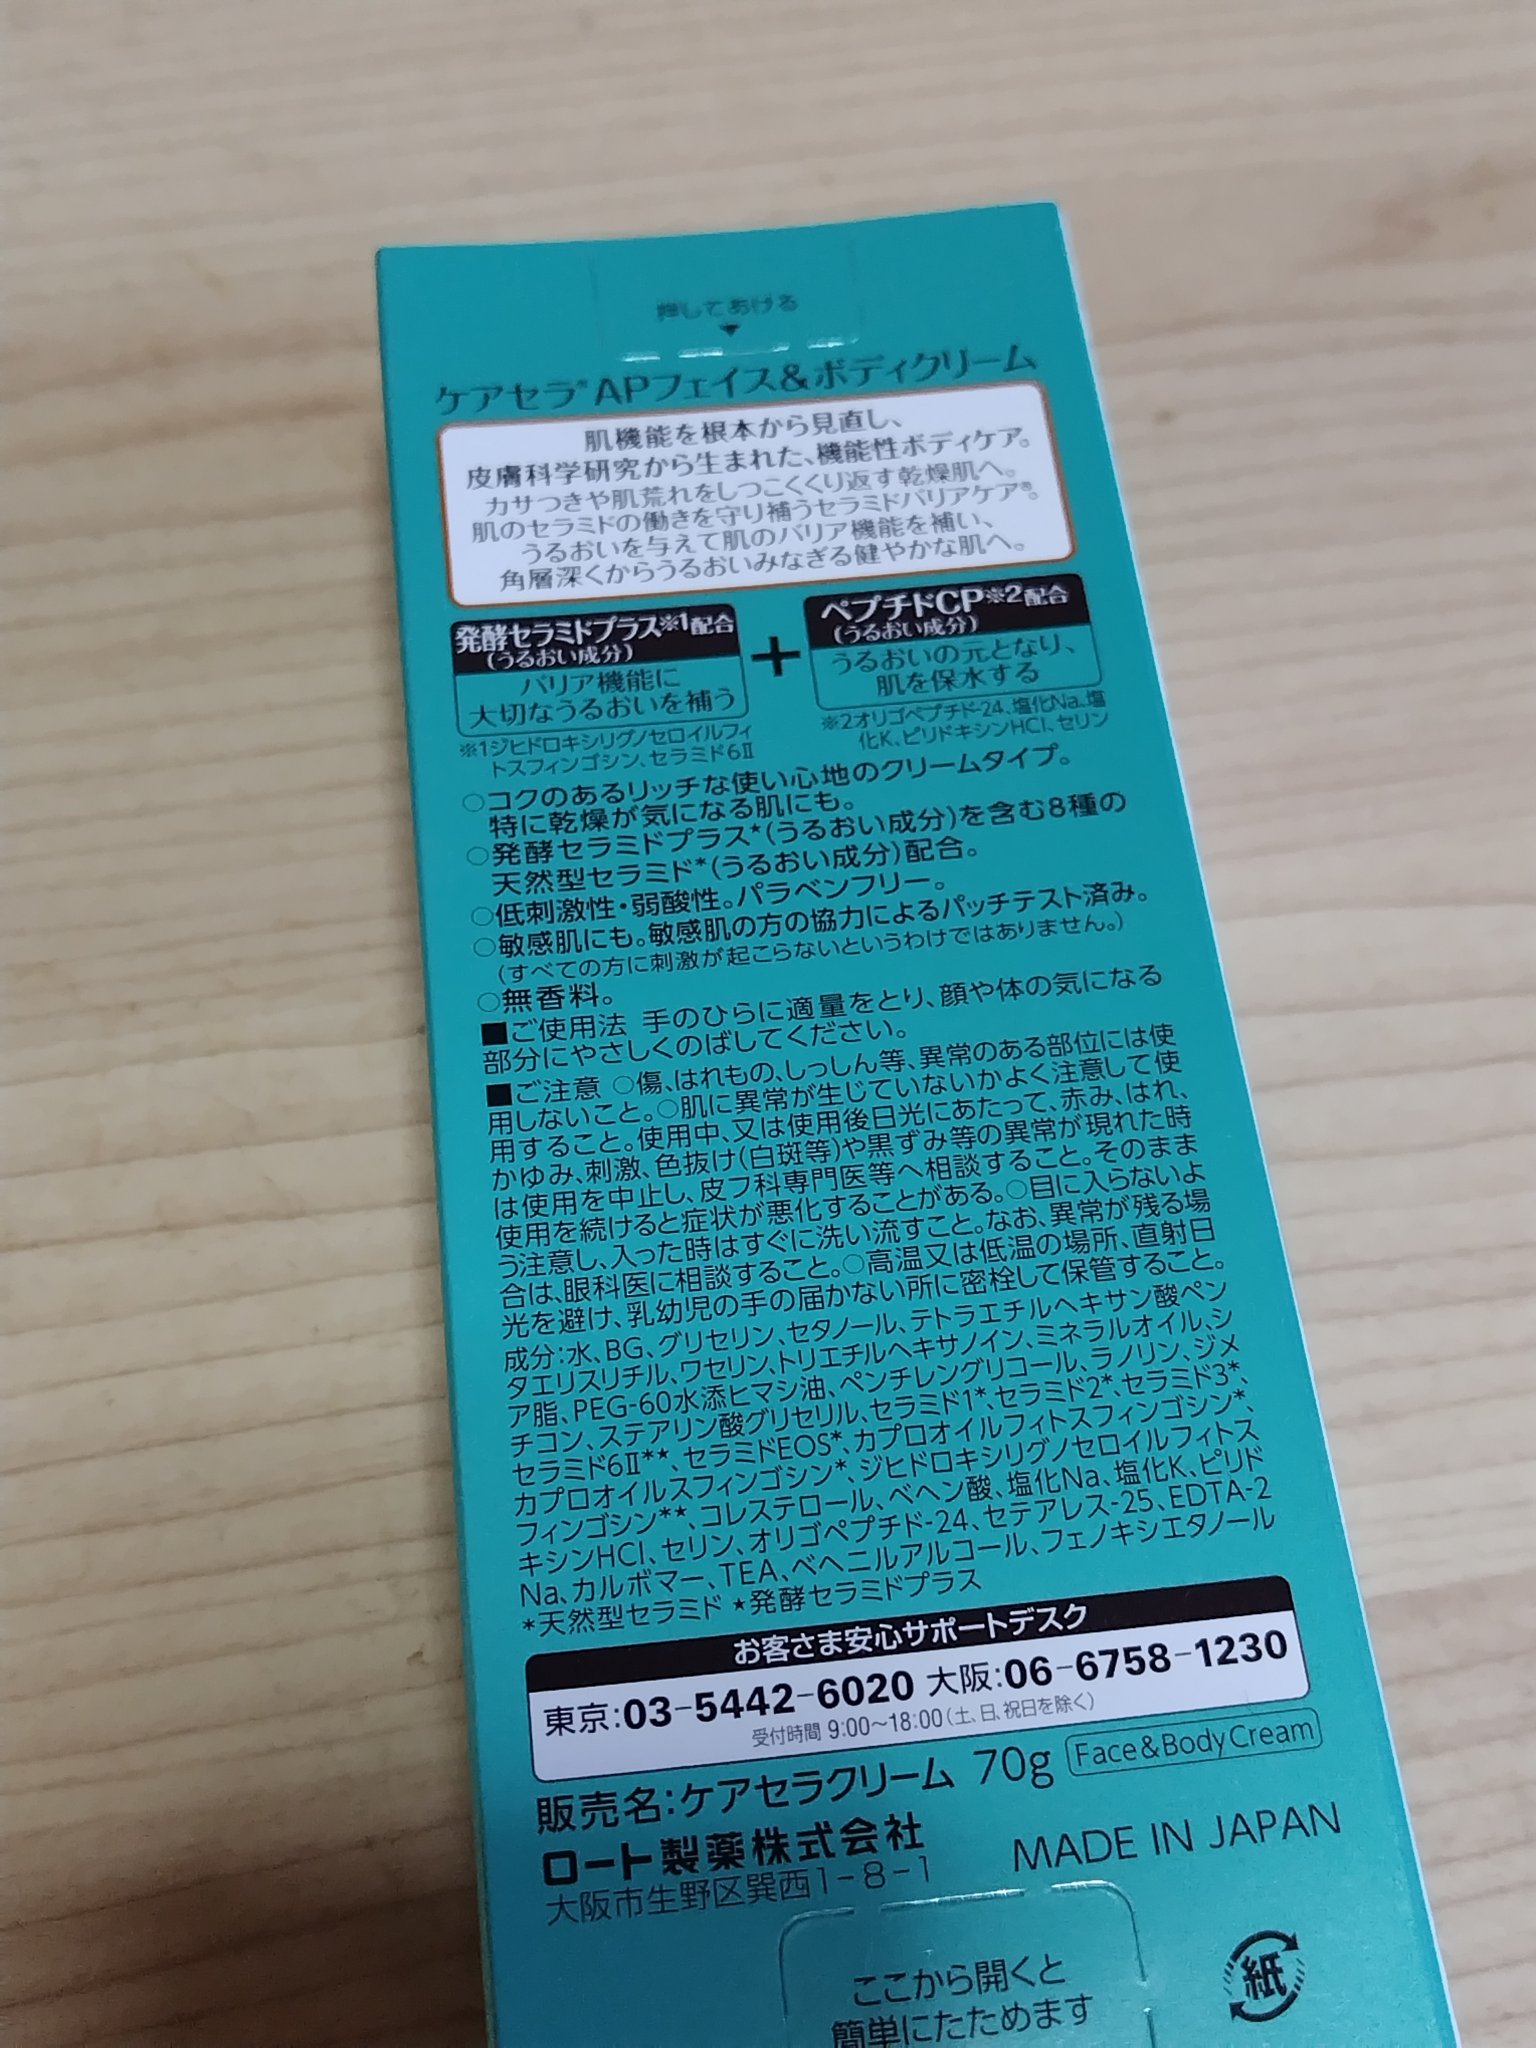 押してあける
ケアセラ® APフェイス&ボディクリーム
肌機能を根本から見直し、
皮膚科学研究から生まれた、機能性ボディケア。
カサつきや肌荒れをしつこくくり返す乾燥肌へ。
肌のセラミドの働きを守り補うセラミドバリアケア®。
うるおいを与えて肌のバリア機能を補い、
角層深くからうるおいみなぎる健やかな肌へ。
発酵セラミドプラス※1配合
(うるおい成分)
バリア機能に
大切なうるおいを補う
※1ジヒドロキシリグノセロイルフィ
トスフィンゴシン、セラミド6Ⅱ
+
ペプチドCP※2配合
(うるおい成分)
うるおいの元となり、
肌を保水する
※2オリゴペプチド-24、塩化Na、塩
化K、ピリドキシンHCl、セリン
○コクのあるリッチな使い心地のクリームタイプ。
特に乾燥が気になる肌にも。
○発酵セラミドプラス*(うるおい成分)を含む8種の
天然型セラミド*(うるおい成分)配合。
○低刺激性・弱酸性。パラベンフリー。
○敏感肌にも。敏感肌の方の協力によるパッチテスト済み。
(すべての方に刺激が起こらないというわけではありません。)
○無香料。
■ご使用法 手のひらに適量をとり、顔や体の気になる
部分にやさしくのばしてください。
■ご注意 ○傷、はれもの、しっしん等、異常のある部位には使
用しないこと。○肌に異常が生じていないかよく注意して使
用すること。使用中、又は使用後日光にあたって、赤み、はれ、
かゆみ、刺激、色抜け(白斑等)や黒ずみ等の異常が現れた時
は使用を中止し、皮フ科専門医等へ相談すること。そのまま
使用を続けると症状が悪化することがある。○目に入らないよ
う注意し、入った時はすぐに洗い流すこと。なお、異常が残る場
合は、眼科医に相談すること。○高温又は低温の場所、直射日
光を避け、乳幼児の手の届かない所に密栓して保管すること。
成分:水、BG、グリセリン、セタノール、テトラエチルヘキサン酸ペン
タエリスリチル、ワセリン、トリエチルヘキサノイン、ミネラルオイル、シ
ア脂、PEG-60水添ヒマシ油、ペンチレングリコール、ラノリン、ジメ
チコン、ステアリン酸グリセリル、セラミド1*、セラミド2*、セラミド3*、
セラミド6Ⅱ*★、セラミドEOS*、カプロオイルフィトスフィンゴシン*、
カプロオイルスフィンゴシン*、ジヒドロキシリグノセロイルフィトス
フィンゴシン*★、コレステロール、ベヘン酸、塩化Na、塩化K、ピリド
キシンHCl、セリン、オリゴペプチド-24、セテアレス-25、EDTA-2
Na、カルボマー、TEA、ベヘニルアルコール、フェノキシエタノール
*天然型セラミド ★発酵セラミドプラス
お客さま安心サポートデスク
東京:03-5442-6020 大阪:06-6758-1230
受付時間 9:00〜18:00(土、日、祝日を除く)
販売名:ケアセラクリーム 70g Face&Body Cream
ロート製薬株式会社
MADE IN JAPAN
大阪市生野区巽西1-8-1
ここから開くと
簡単にたためます
紙